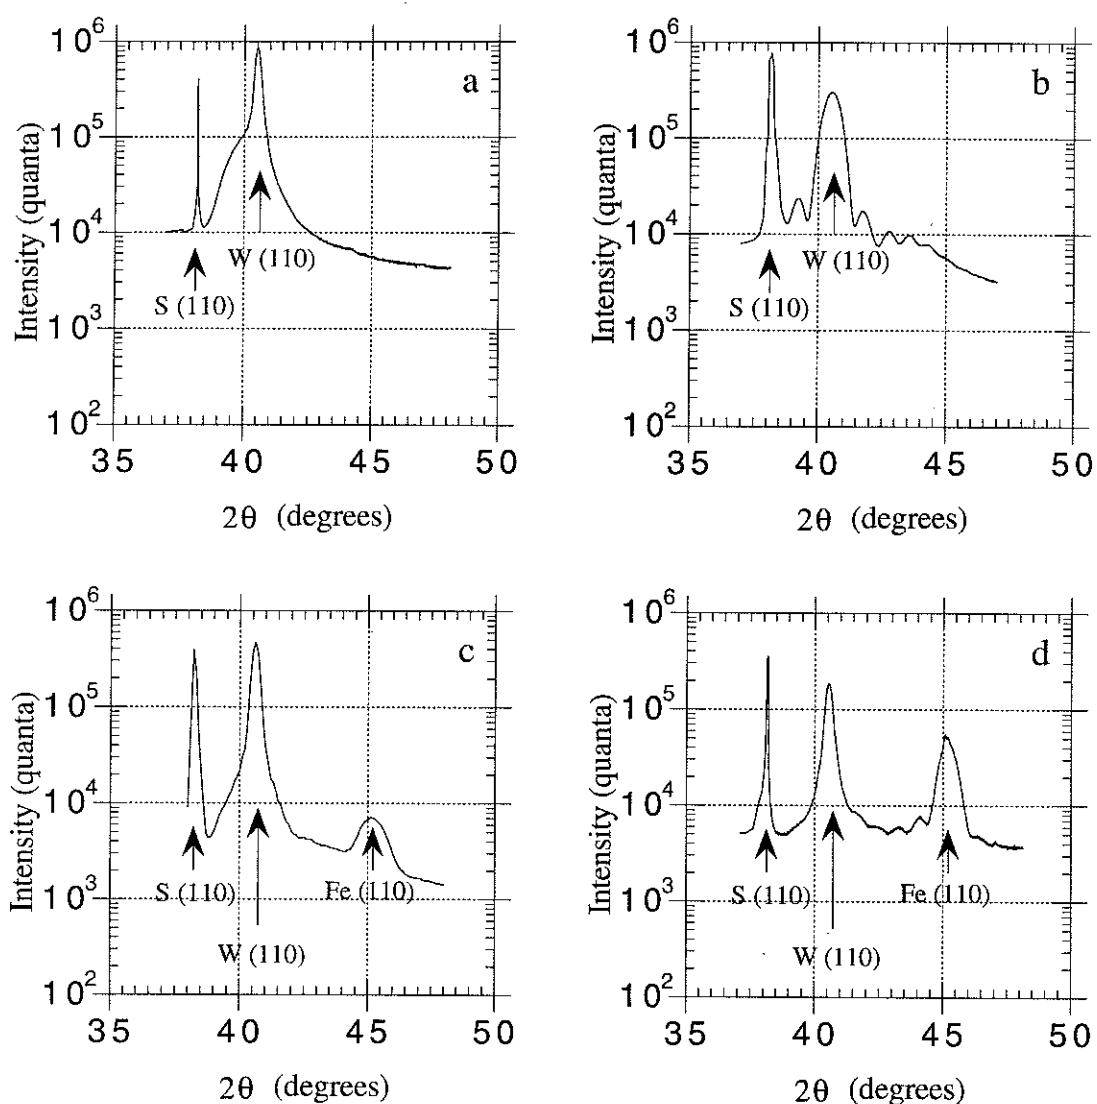 a
10^6
10^5
10^4
10^3
10^2
Intensity (quanta)
W (110)
S (110)
35 40 45 50
2θ (degrees)
b
10^6
10^5
10^4
10^3
10^2
Intensity (quanta)
W (110)
S (110)
35 40 45 50
2θ (degrees)
c
10^6
10^5
10^4
10^3
10^2
Intensity (quanta)
S (110) Fe (110)
W (110)
35 40 45 50
2θ (degrees)
d
10^6
10^5
10^4
10^3
10^2
Intensity (quanta)
S (110) Fe (110)
W (110)
35 40 45 50
2θ (degrees)